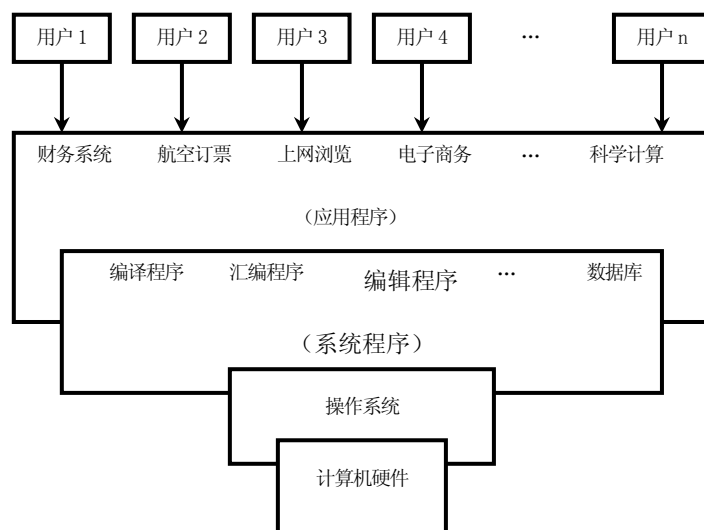 用户 1 用户 2 用户 3 用户 4 … 用户 n
财务系统 航空订票 上网浏览 电子商务 … 科学计算
（应用程序）
编译程序 汇编程序 编辑程序 … 数据库
（系统程序）
操作系统
计算机硬件